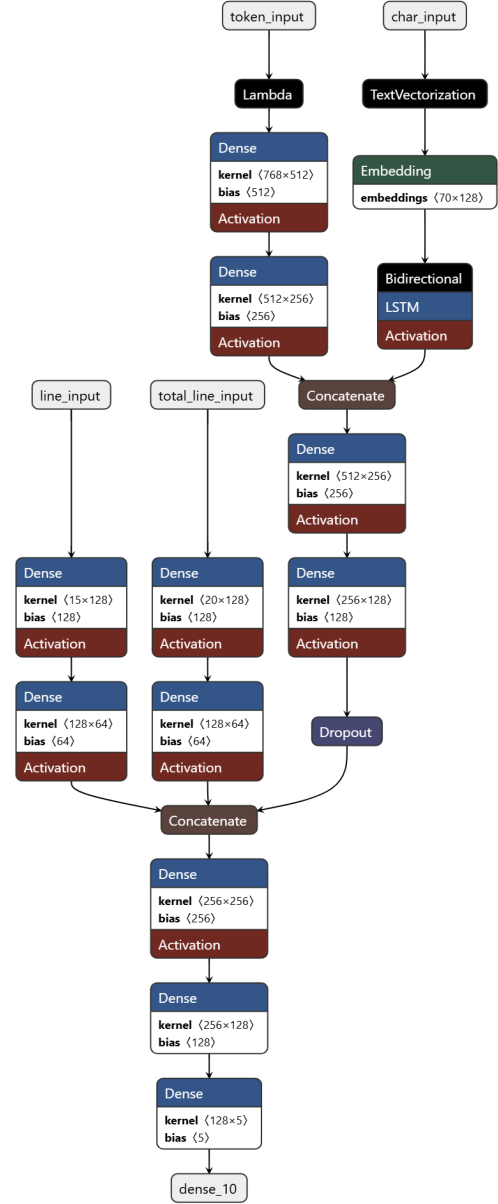 token_input
char_input
Lambda
TextVectorization
Dense
kernel 〈768×512〉
bias 〈512〉
Activation
Embedding
embeddings 〈70×128〉
Dense
kernel 〈512×256〉
bias 〈256〉
Activation
Bidirectional
LSTM
Activation
line_input
total_line_input
Concatenate
Dense
kernel 〈512×256〉
bias 〈256〉
Activation
Dense
kernel 〈15×128〉
bias 〈128〉
Activation
Dense
kernel 〈20×128〉
bias 〈128〉
Activation
Dense
kernel 〈256×128〉
bias 〈128〉
Activation
Dense
kernel 〈128×64〉
bias 〈64〉
Activation
Dense
kernel 〈128×64〉
bias 〈64〉
Activation
Dropout
Concatenate
Dense
kernel 〈256×256〉
bias 〈256〉
Activation
Dense
kernel 〈256×128〉
bias 〈128〉
Dense
kernel 〈128×5〉
bias 〈5〉
dense_10